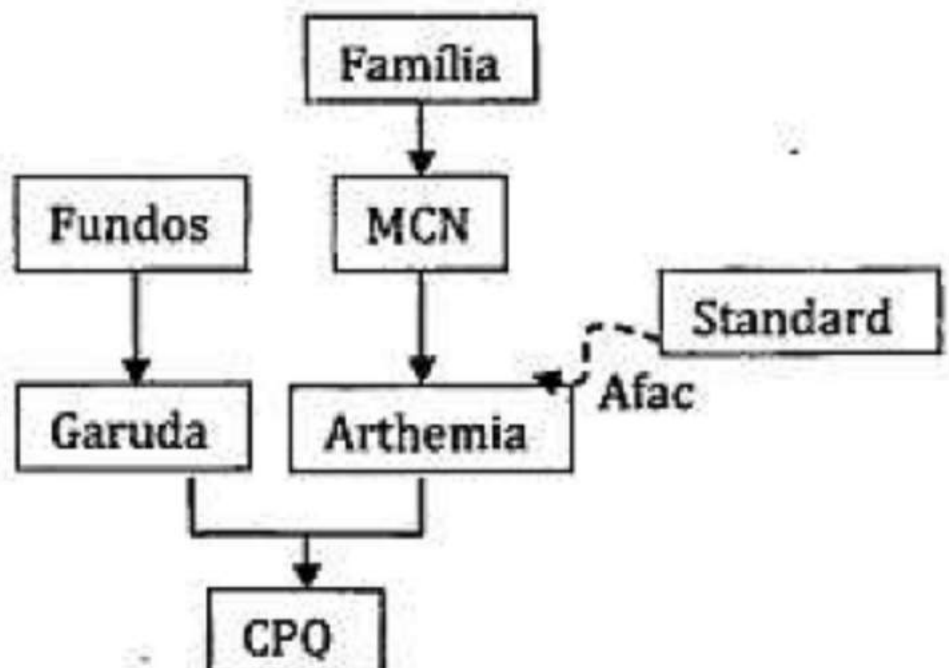 Família
Fundos
MCN
Standard
Afac
Garuda
Arthemia
CPQ